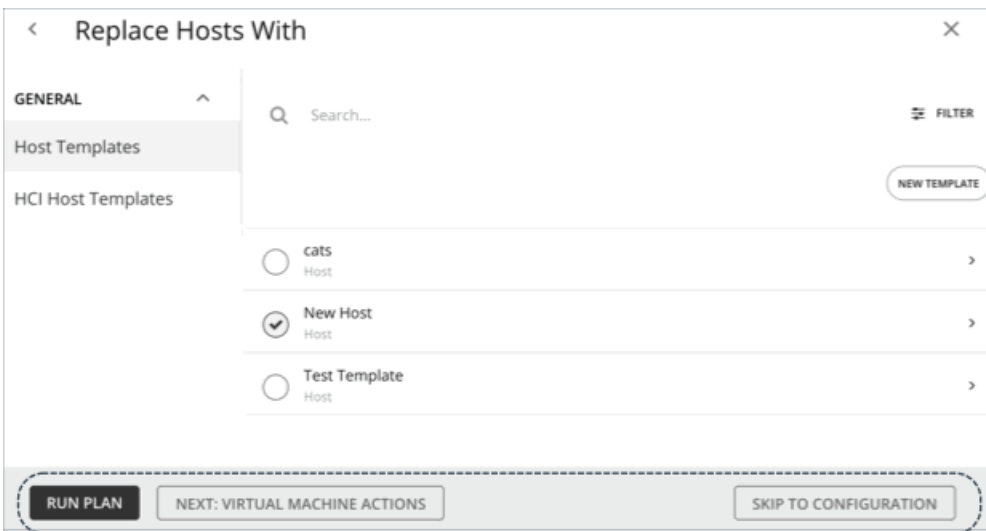 Replace Hosts With
GENERAL
Host Templates
HCI Host Templates
Search...
FILTER
NEW TEMPLATE
cats
Host
New Host
Host
Test Template
Host
RUN PLAN
NEXT: VIRTUAL MACHINE ACTIONS
SKIP TO CONFIGURATION